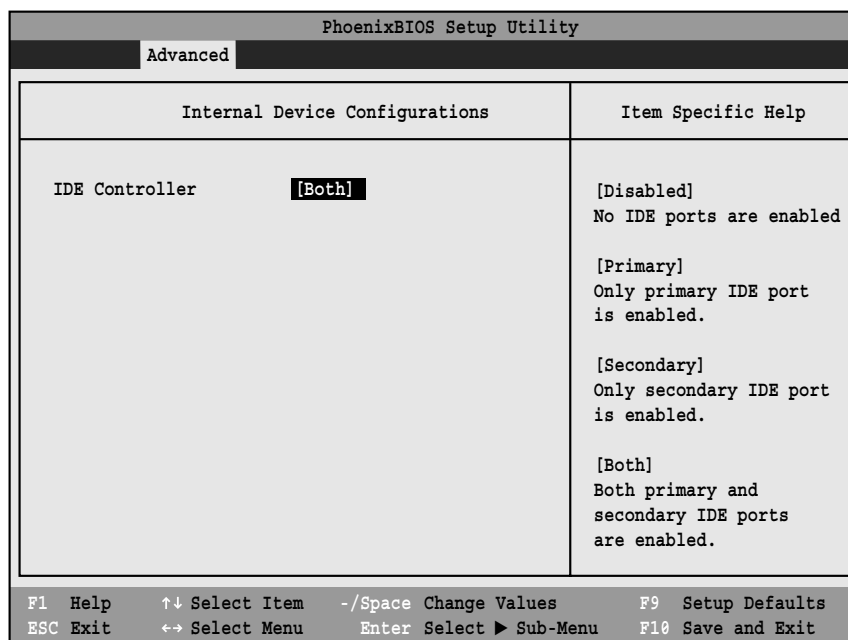 PhoenixBIOS Setup Utility
Advanced
Internal Device Configurations
Item Specific Help
IDE Controller [Both]
[Disabled]
No IDE ports are enabled
[Primary]
Only primary IDE port
is enabled.
[Secondary]
Only secondary IDE port
is enabled.
[Both]
Both primary and
secondary IDE ports
are enabled.
F1 Help ↑↓ Select Item -/Space Change Values F9 Setup Defaults
ESC Exit ←→ Select Menu Enter Select ▶ Sub-Menu F10 Save and Exit